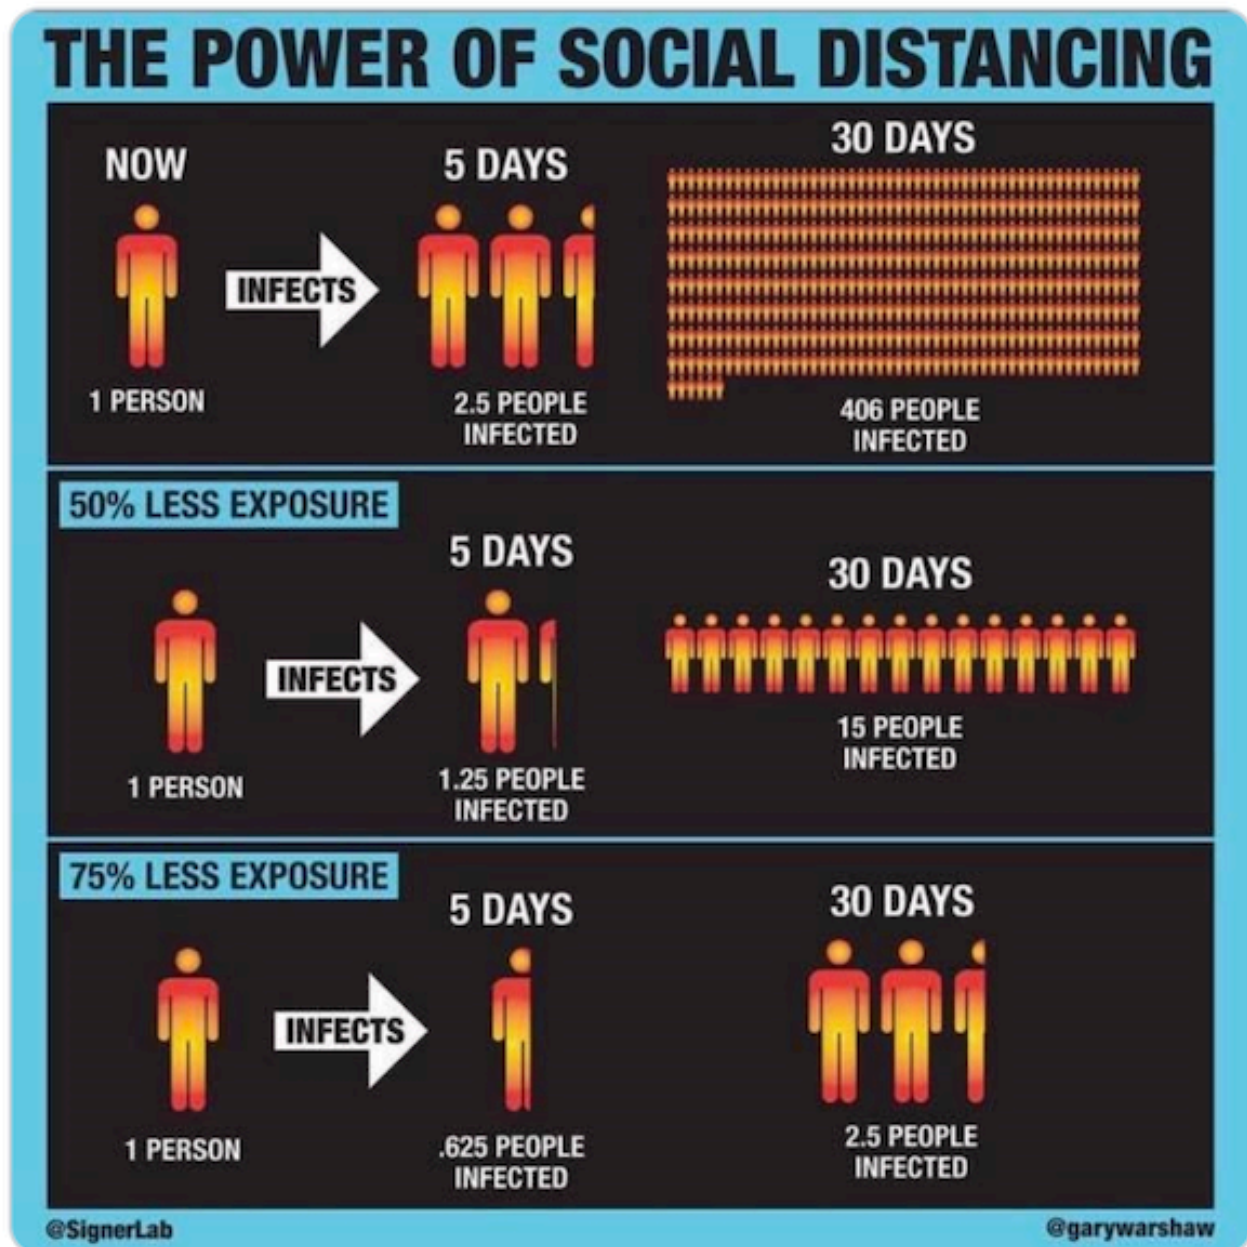 THE POWER OF SOCIAL DISTANCING
NOW
5 DAYS
30 DAYS
INFECTS
1 PERSON
2.5 PEOPLE
INFECTED
406 PEOPLE
INFECTED
50% LESS EXPOSURE
5 DAYS
30 DAYS
INFECTS
1 PERSON
1.25 PEOPLE
INFECTED
15 PEOPLE
INFECTED
75% LESS EXPOSURE
5 DAYS
30 DAYS
INFECTS
1 PERSON
.625 PEOPLE
INFECTED
2.5 PEOPLE
INFECTED
@SignerLab
@garywarshaw